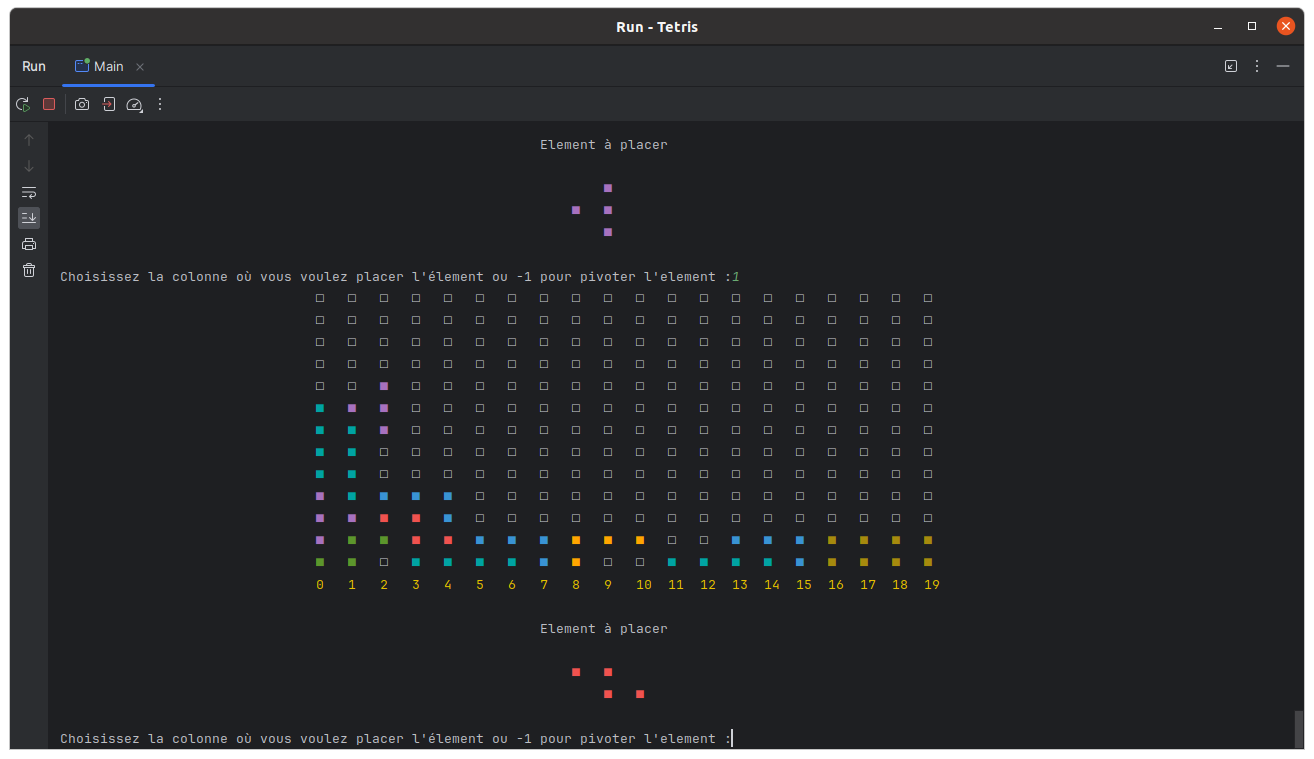 Run - Tetris
Run Main
Element à placer
Choisissez la colonne où vous voulez placer l'élement ou -1 pour pivoter l'element :1
0 1 2 3 4 5 6 7 8 9 10 11 12 13 14 15 16 17 18 19
Element à placer
Choisissez la colonne où vous voulez placer l'élement ou -1 pour pivoter l'element :